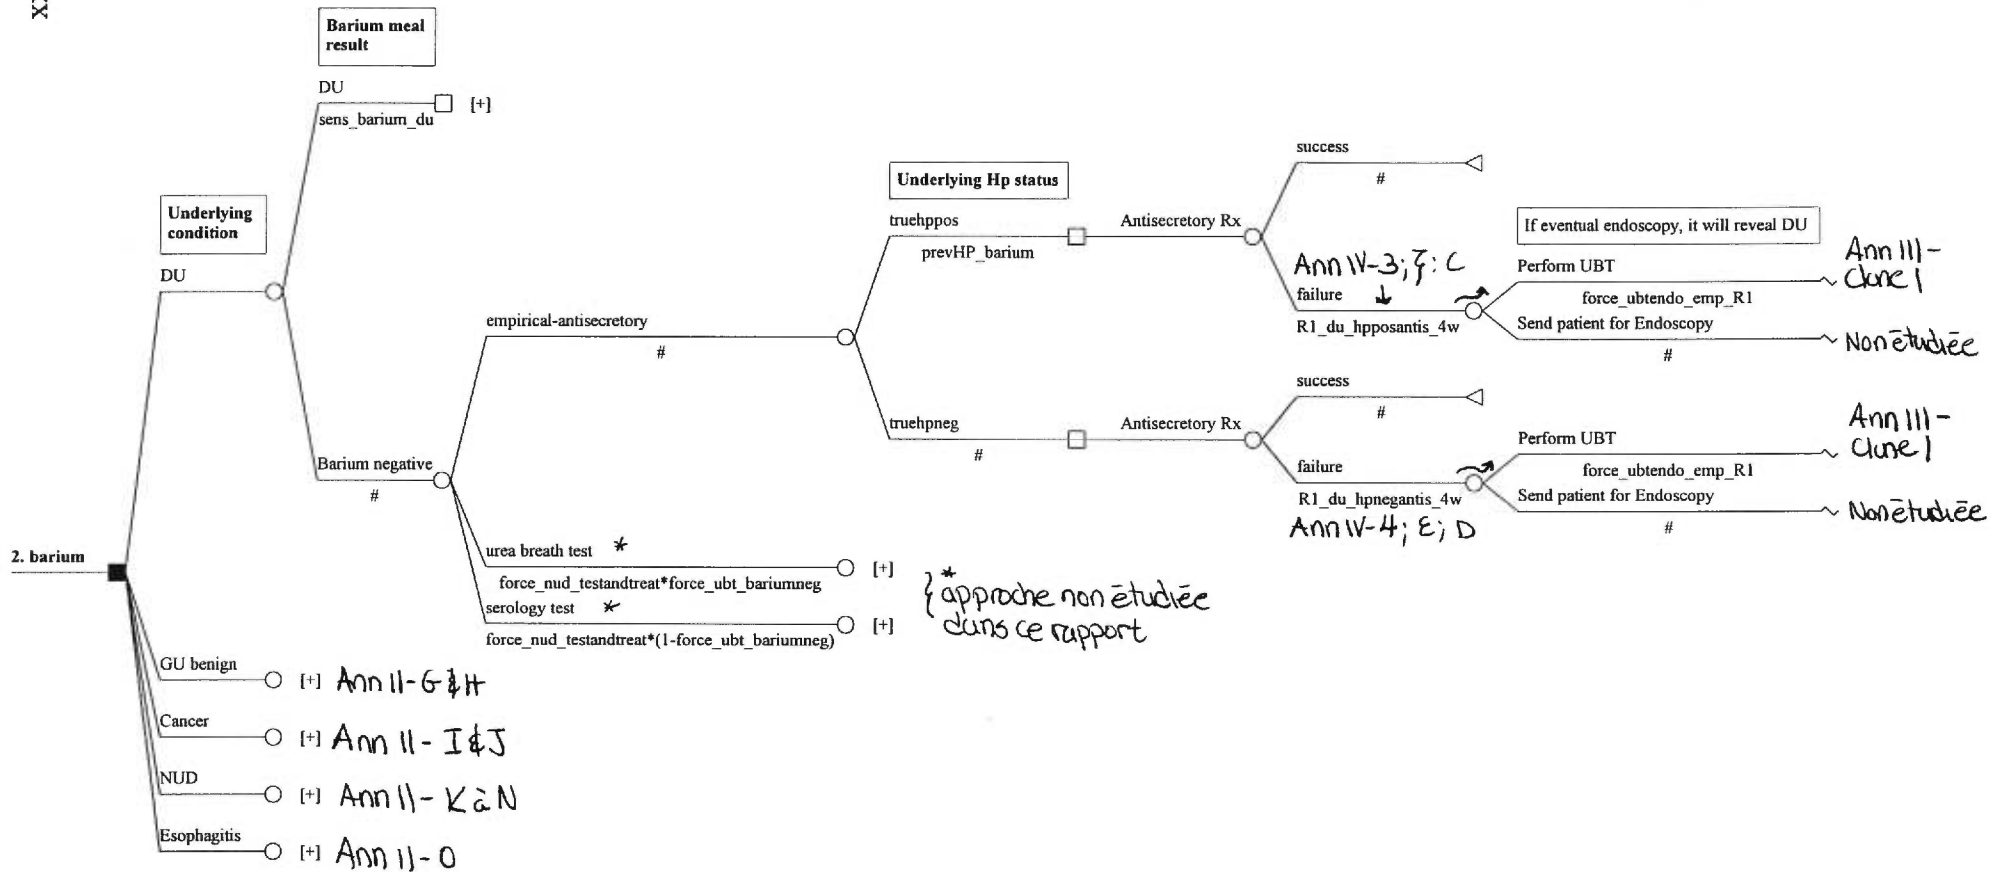 XX
Barium meal
result
DU
sens_barium_du
[+]
Underlying
condition
DU
Underlying Hp status
truehppos
prevHP_barium
Antisecretory Rx
success
#
If eventual endoscopy, it will reveal DU
Ann IV-3; ξ: C
failure
R1_du_hpposantis_4w
Perform UBT
force_ubtendo_emp_R1
Ann III-
Clone 1
Send patient for Endoscopy
#
Non étudiée
empirical-antisecretory
#
truehpneg
#
Antisecretory Rx
success
#
failure
R1_du_hpnegantis_4w
Ann IV-4; E; D
Perform UBT
force_ubtendo_emp_R1
Ann III-
Clone 1
Send patient for Endoscopy
#
Non étudiée
Barium negative
#
urea breath test *
force_nud_testandtreat*force_ubt_bariumneg
[+]
serology test *
force_nud_testandtreat*(1-force_ubt_bariumneg)
[+]
* approche non étudiée
dans ce rapport
2. barium
GU benign
[+] Ann II-G & H
Cancer
[+] Ann II-I & J
NUD
[+] Ann II-K à N
Esophagitis
[+] Ann II-O